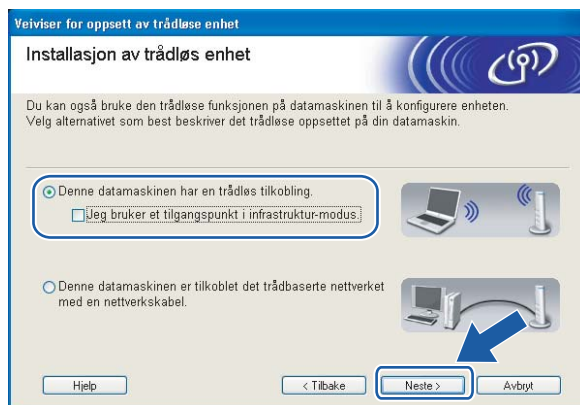 Veiviser for oppsett av trådløse enhet
Installasjon av trådløs enhet
Du kan også bruke den trådløse funksjonen på datamaskinen til å konfigurere enheten.
Velg alternativet som best beskriver det trådløse oppsettet på din datamaskin.
Denne datamaskinen har en trådløs tilkobling.
Jeg bruker et tilgangspunkt i infrastruktur-modus.
Denne datamaskinen er tilkoblet det trådbaserte nettverket
med en nettverkskabel.
Hjelp
< Tilbake
Neste >
Avbryt